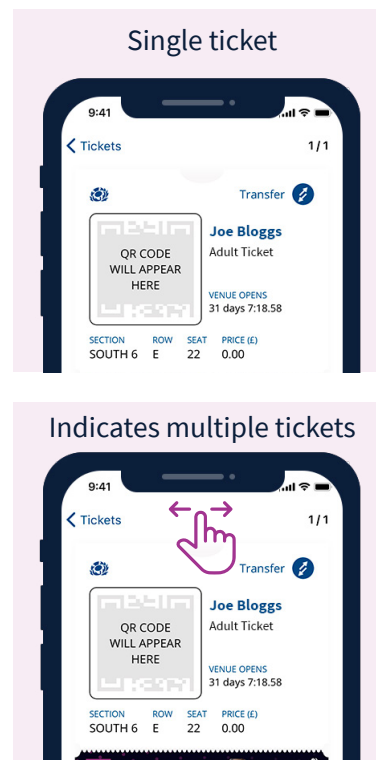 Single ticket
9:41
Tickets 1/1
Transfer
QR CODE
WILL APPEAR
HERE
Joe Bloggs
Adult Ticket
VENUE OPENS
31 days 7:18.58
SECTION ROW SEAT PRICE (£)
SOUTH 6 E 22 0.00
Indicates multiple tickets
9:41
Tickets 1/1
Transfer
QR CODE
WILL APPEAR
HERE
Joe Bloggs
Adult Ticket
VENUE OPENS
31 days 7:18.58
SECTION ROW SEAT PRICE (£)
SOUTH 6 E 22 0.00